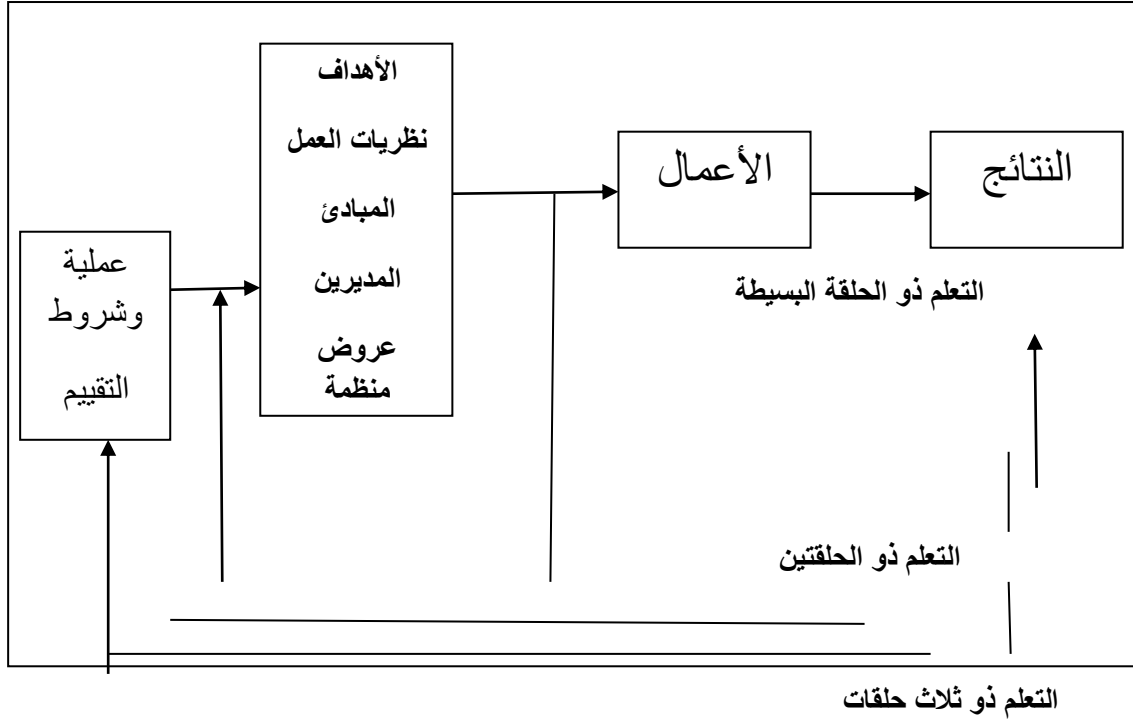 الأهداف
نظريات العمل
المبادئ
المديرين
عروض
منظمة
الأعمال
النتائج
عملية
وشروط
التقييم
التعلم ذو الحلقة البسيطة
التعلم ذو الحلقتين
التعلم ذو ثلاث حلقات